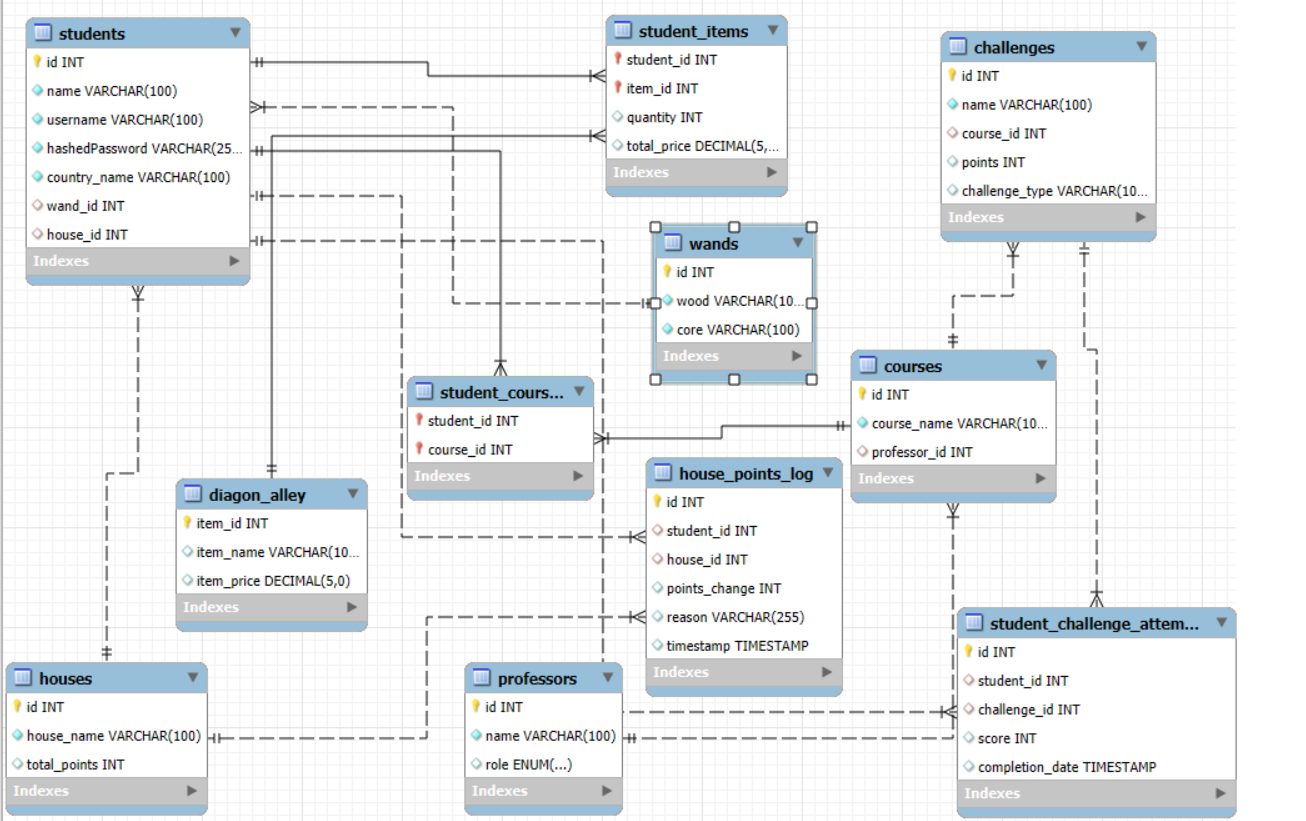 students
id INT
name VARCHAR(100)
username VARCHAR(100)
hashedPassword VARCHAR(25...
country_name VARCHAR(100)
wand_id INT
house_id INT
Indexes
student_items
student_id INT
item_id INT
quantity INT
total_price DECIMAL(5,...
Indexes
challenges
id INT
name VARCHAR(100)
course_id INT
points INT
challenge_type VARCHAR(10...
Indexes
wands
id INT
wood VARCHAR(10...
core VARCHAR(100)
Indexes
student_cours...
student_id INT
course_id INT
Indexes
courses
id INT
course_name VARCHAR(10...
professor_id INT
Indexes
diagon_alley
item_id INT
item_name VARCHAR(10...
item_price DECIMAL(5,0)
Indexes
house_points_log
id INT
student_id INT
house_id INT
points_change INT
reason VARCHAR(255)
timestamp TIMESTAMP
Indexes
houses
id INT
house_name VARCHAR(100)
total_points INT
Indexes
professors
id INT
name VARCHAR(100)
role ENUM(...)
Indexes
student_challenge_attem...
id INT
student_id INT
challenge_id INT
score INT
completion_date TIMESTAMP
Indexes